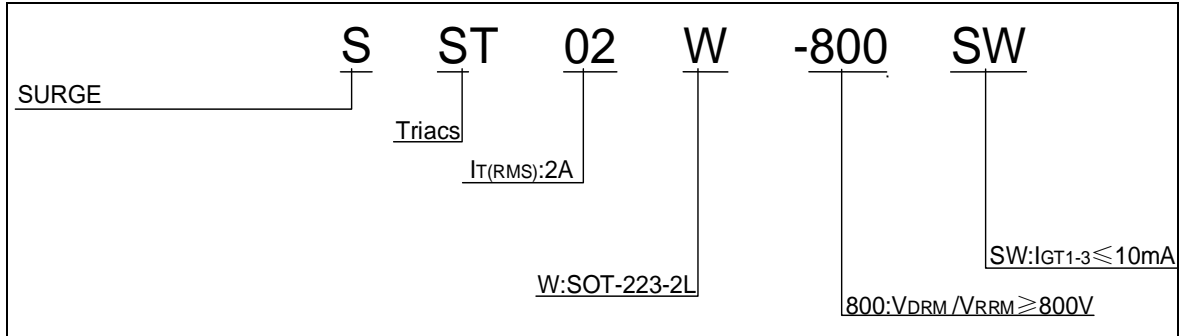 S ST 02 W -800 SW
SURGE
Triacs
IT(RMS):2A
SW:IGT1-3≤10mA
W:SOT-223-2L
800:VDRM /VRRM≥800V